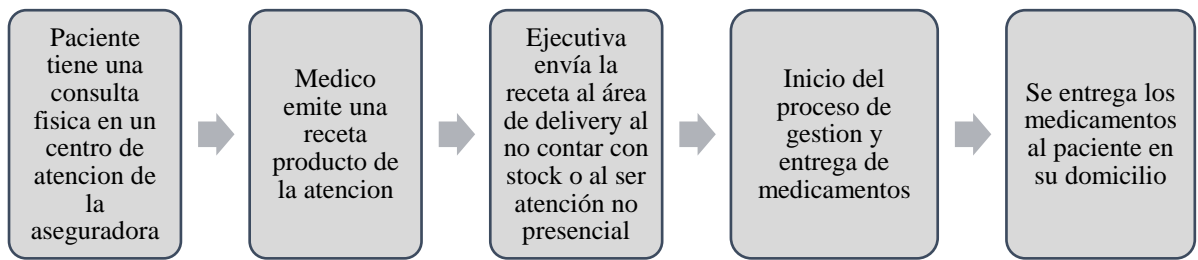 Paciente
tiene una
consulta
fisica en un
centro de
atencion de
la
aseguradora
Medico
emite una
receta
producto de
la atencion
Ejecutiva
envía la
receta al área
de delivery al
no contar con
stock o al ser
atención no
presencial
Inicio del
proceso de
gestion y
entrega de
medicamentos
Se entrega los
medicamentos
al paciente en
su domicilio